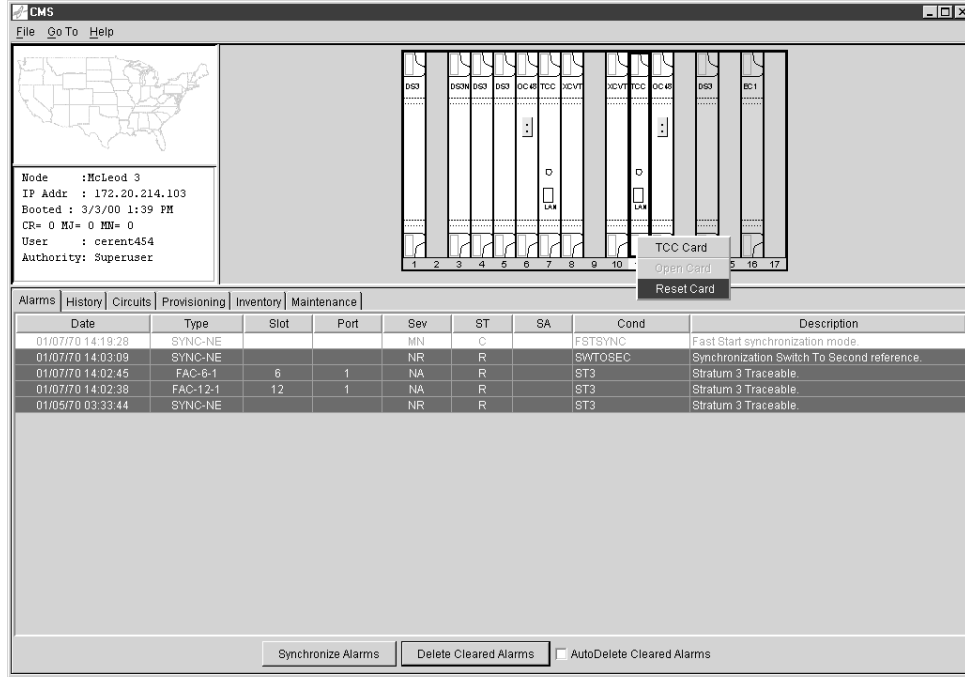 CMS
File Go To Help
DS3 DS3N DS3 DS3 OC48 TCC XCVT XCVT TCC OC48 DS3 EC1
LAN LAN
Node :McLeod 3
IP Addr : 172.20.214.103
Booted : 3/3/00 1:39 PM
CR= 0 MJ= 0 MN= 0
User : cerent454
Authority: Superuser
TCC Card
Open Card
Reset Card
1 2 3 4 5 6 7 8 9 10 16 17
Alarms History Circuits Provisioning Inventory Maintenance
Date Type Slot Port Sev ST SA Cond Description
01/07/70 14:19:28 SYNC-NE MN C FSTSYNC Fast Start synchronization mode.
01/07/70 14:03:09 SYNC-NE NR R SWTOSEC Synchronization Switch To Second reference.
01/07/70 14:02:45 FAC-6-1 6 1 NA R ST3 Stratum 3 Traceable.
01/07/70 14:02:38 FAC-12-1 12 1 NA R ST3 Stratum 3 Traceable.
01/05/70 03:33:44 SYNC-NE NR R ST3 Stratum 3 Traceable.
Synchronize Alarms Delete Cleared Alarms AutoDelete Cleared Alarms